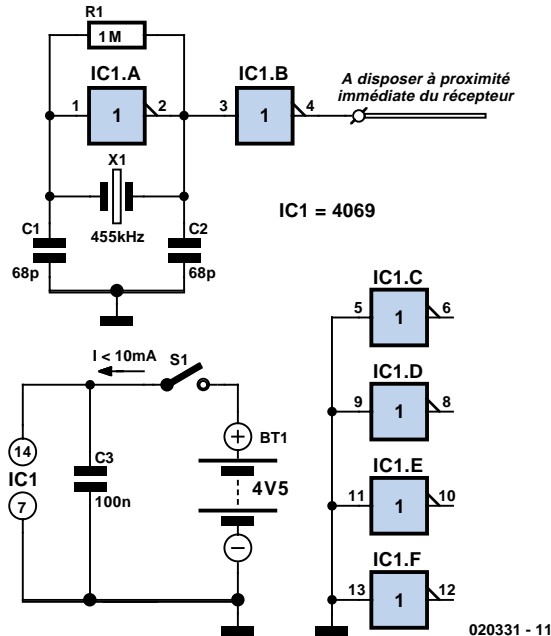 R1
1M
IC1.A
IC1.B
A disposer à proximité
immédiate du récepteur
1
1
2
3
1
4
X1
455kHz
C1
68p
C2
68p
IC1 = 4069
I < 10mA
S1
14
IC1
7
C3
100n
+
BT1
4V5
−
IC1.C
5
1
6
IC1.D
9
1
8
IC1.E
11
1
10
IC1.F
13
1
12
020331 - 11